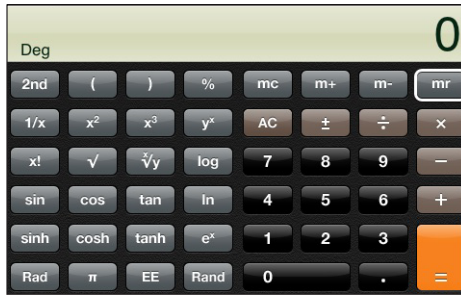 0
Deg
2nd ( ) % mc m+ m- mr
1/x x² x³ yˣ AC ± ÷ ×
x! √ ˣ√y log 7 8 9 −
sin cos tan ln 4 5 6 +
sinh cosh tanh eˣ 1 2 3
Rad π EE Rand 0 . =